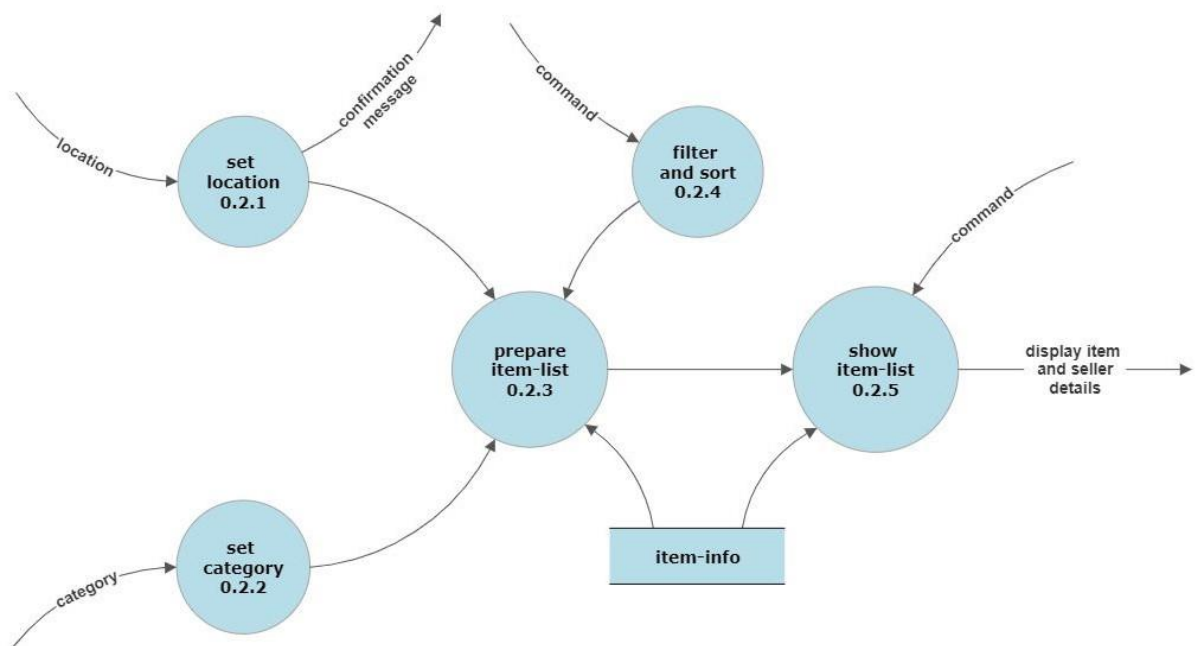 confirmation
message
command
location
set
location
0.2.1
filter
and sort
0.2.4
command
prepare
item-list
0.2.3
show
item-list
0.2.5
display item
and seller
details
set
category
0.2.2
category
item-info